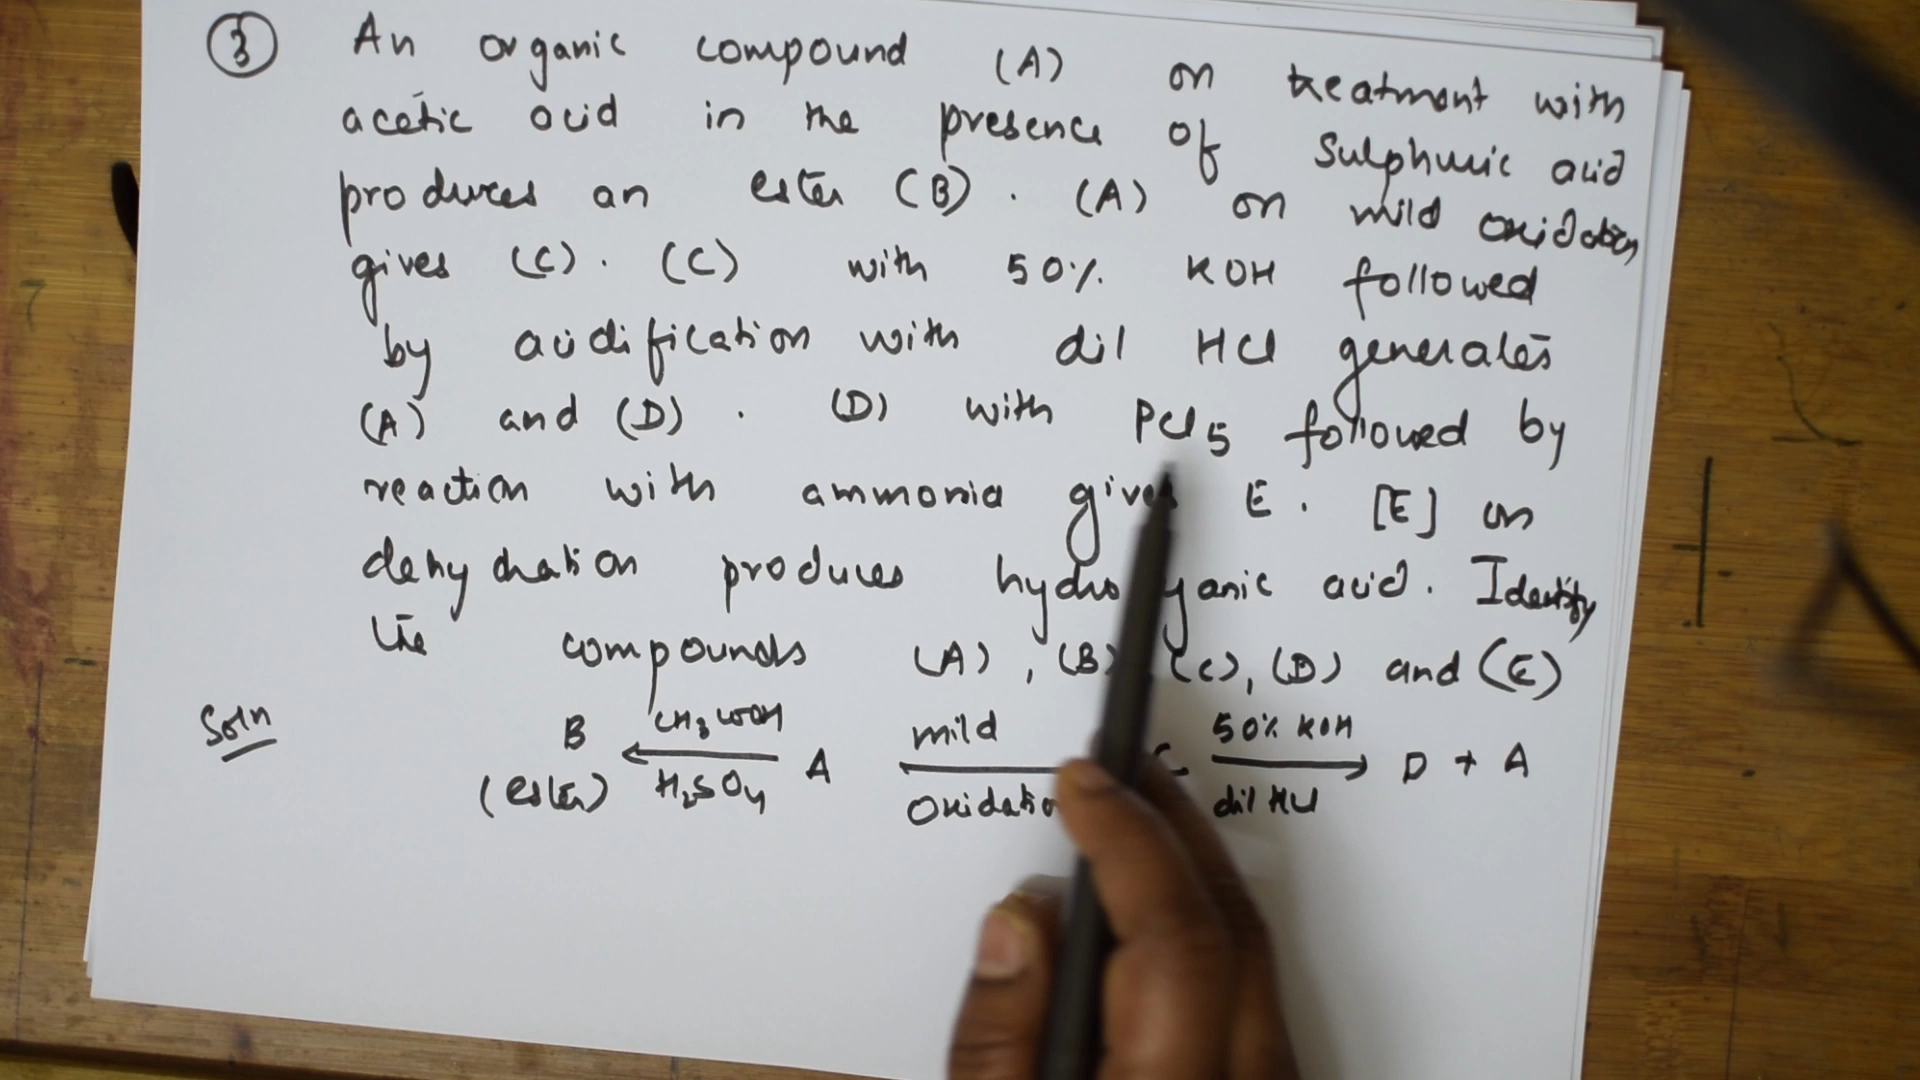 3 An organic compound (A) on treatment with
acetic acid in the presence of Sulphuric acid
produces an ester (B). (A) on mild oxidation
gives (C). (C) with 50% KOH followed
by acidification with dil HCl generates
(A) and (D). (D) with PCl5 followed by
reaction with ammonia gives E. [E] on
dehydration produces hydrocyanic acid. Identify
the compounds (A), (B), (C), (D) and (E)
Soln B CH3COOH mild C 50% KOH
(ester) ← H2SO4 A Oxidation → dil HCl D + A